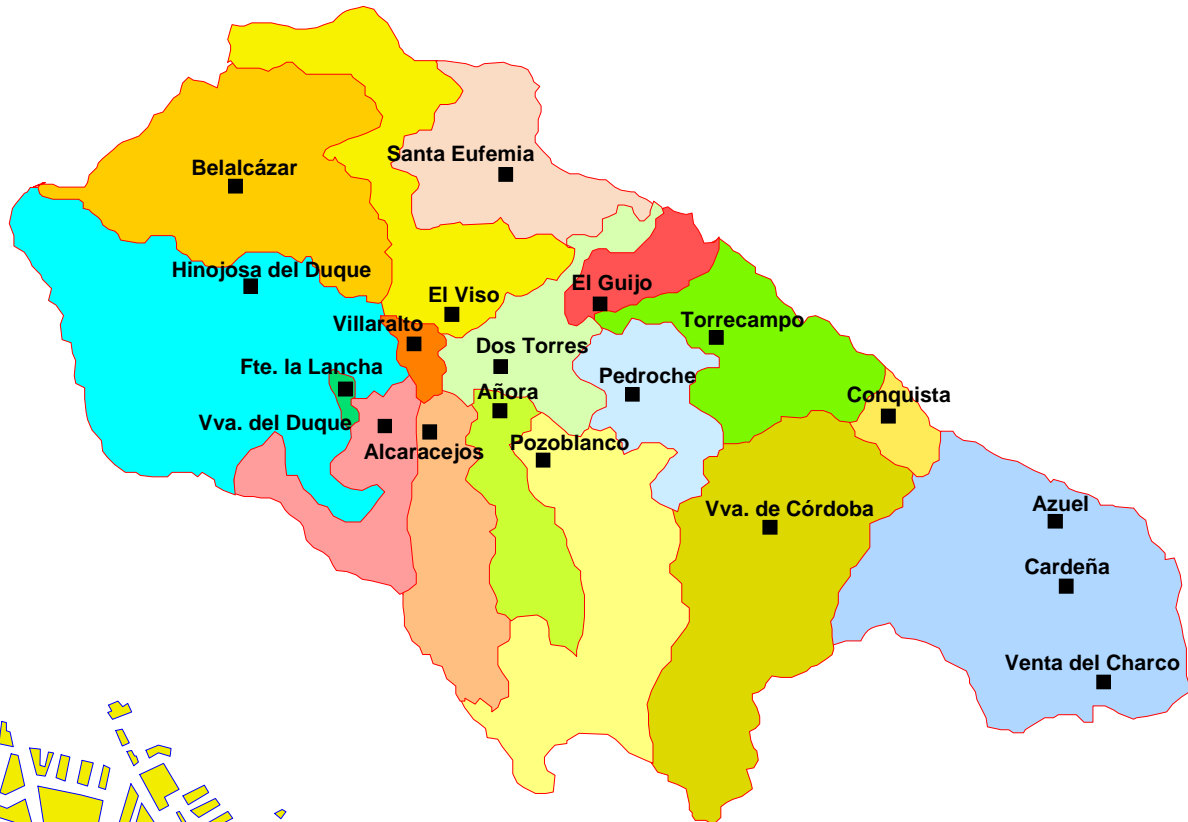 Santa Eufemia
Belalcázar
Hinojosa del Duque
El Guijo
El Viso
Villaralto
Torrecampo
Dos Torres
Fte. la Lancha
Pedroche
Añora
Conquista
Vva. del Duque
Pozoblanco
Alcaracejos
Azuel
Vva. de Córdoba
Cardeña
Venta del Charco